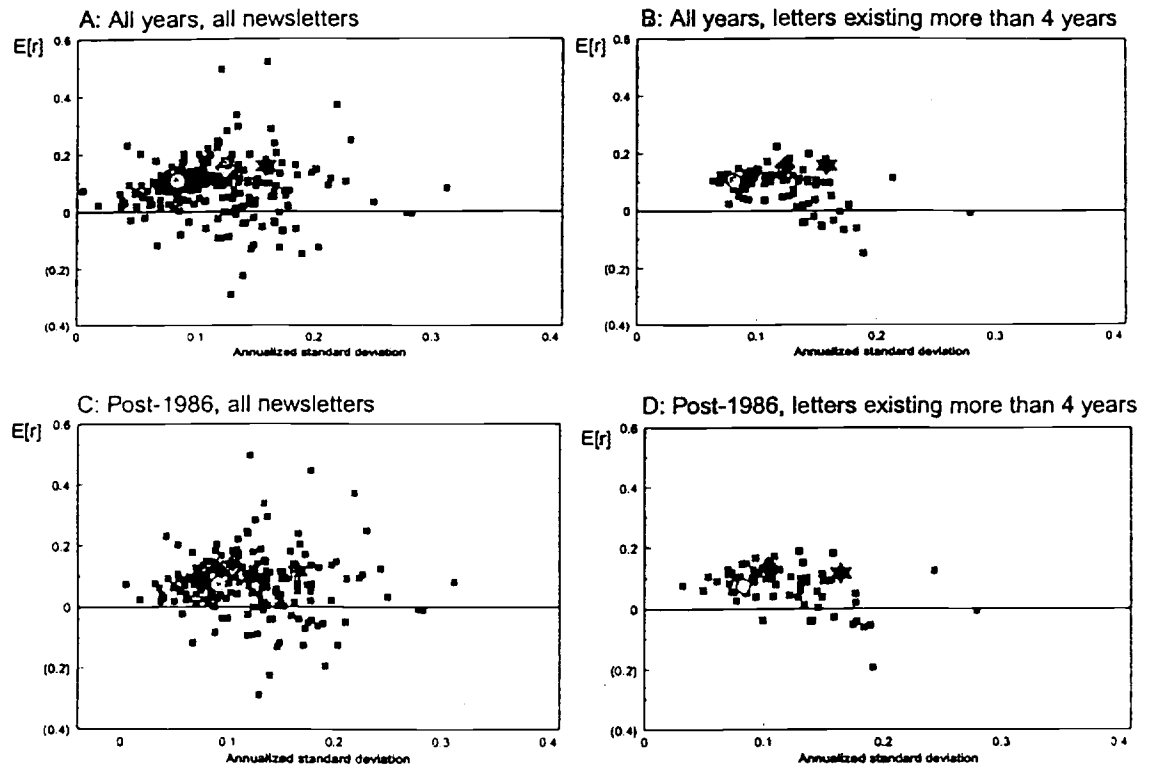 A: All years, all newsletters
E[r]
0.6
0.4
0.2
0
(0.2)
(0.4)
0 0.1 0.2 0.3 0.4
Annualized standard deviation
B: All years, letters existing more than 4 years
E[r]
0.6
0.4
0.2
0
(0.2)
(0.4)
0 0.1 0.2 0.3 0.4
Annualized standard deviation
C: Post-1986, all newsletters
E[r]
0.6
0.4
0.2
0
(0.2)
(0.4)
0 0.1 0.2 0.3 0.4
Annualized standard deviation
D: Post-1986, letters existing more than 4 years
E[r]
0.6
0.4
0.2
0
(0.2)
(0.4)
0 0.1 0.2 0.3 0.4
Annualized standard deviation